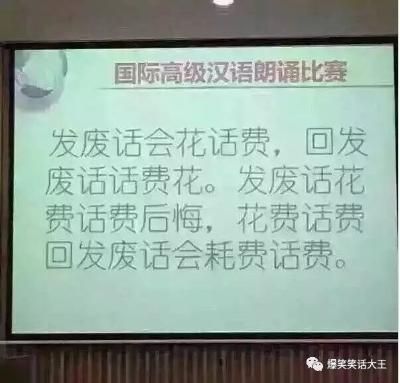 国际高级汉语朗诵比赛
发废话会花话费，回发
废话话费花。发废话花
费话费后悔，花费话费
回发废话会耗费话费。
爆笑笑话大王